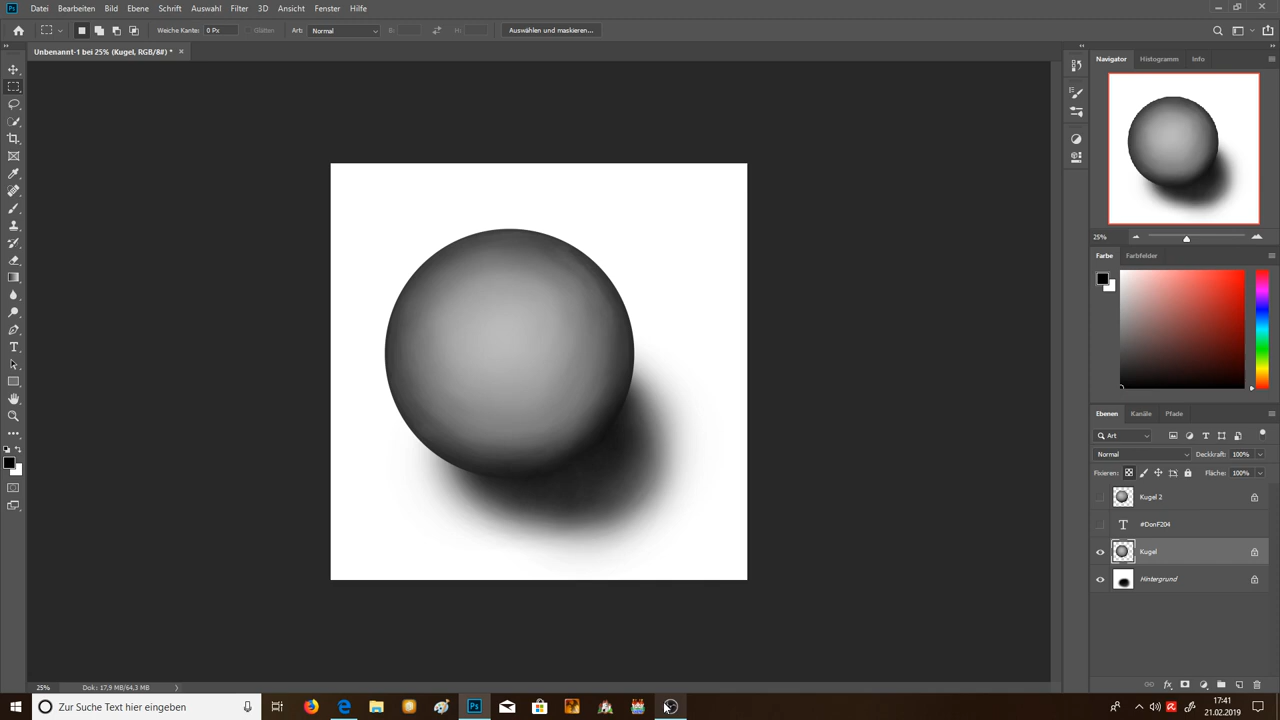 Ps Datei Bearbeiten Bild Ebene Schrift Auswahl Filter 3D Ansicht Fenster Hilfe
Weiche Kante: 0 Px Glätten Art: Normal B: H: Auswählen und maskieren...
Unbenannt-1 bei 25% (Kugel, RGB/8#) * ×
Navigator Histogramm Info
25%
Farbe Farbfelder
Ebenen Kanäle Pfade
Art
Normal Deckkraft: 100%
Fixieren: Fläche: 100%
Kugel 2
T #DonF204
Kugel
Hintergrund
25% Dok: 17,9 MB/64,3 MB
Zur Suche Text hier eingeben
Ps
17:41
21.02.2019